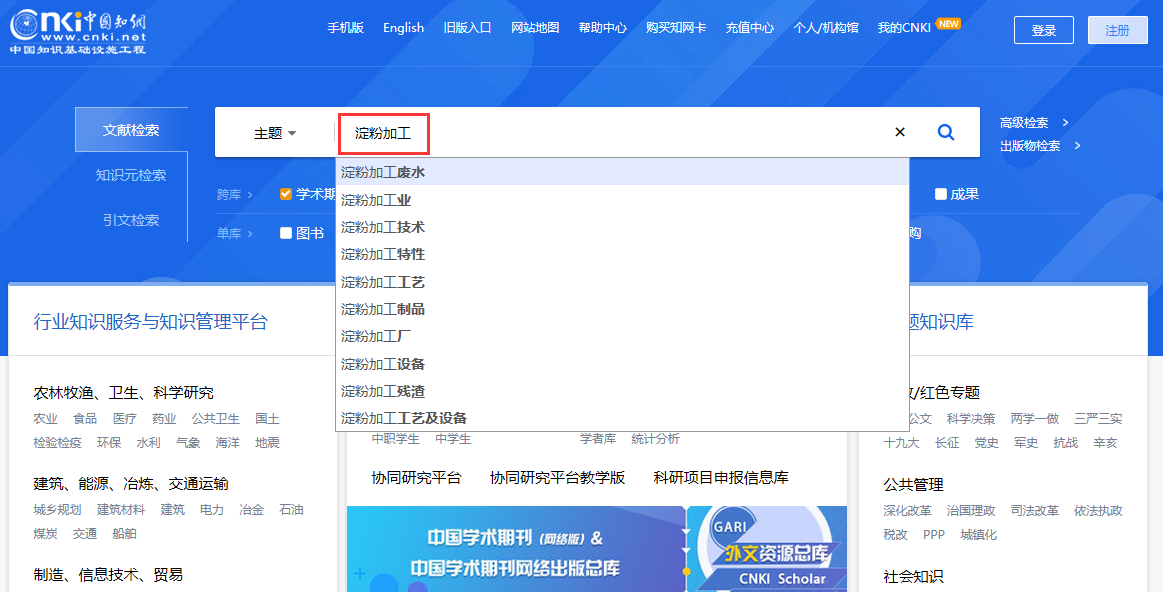 CNKI中国知网
www.cnki.net
中国知识基础设施工程
手机版 English 旧版入口 网站地图 帮助中心 购买知网卡 充值中心 个人/机构馆 我的CNKI NEW 登录 注册
文献检索 主题 淀粉加工 × 高级检索 >
出版物检索 >
知识元检索
引文检索
跨库 > 学术期 成果
单库 > 图书 购
淀粉加工废水
淀粉加工业
淀粉加工技术
淀粉加工特性
淀粉加工工艺
淀粉加工制品
淀粉加工厂
淀粉加工设备
淀粉加工残渣
淀粉加工工艺及设备
行业知识服务与知识管理平台
农林牧渔、卫生、科学研究
农业 食品 医疗 药业 公共卫生 国土
检验检疫 环保 水利 气象 海洋 地震
建筑、能源、冶炼、交通运输
城乡规划 建筑材料 建筑 电力 冶金 石油
煤炭 交通 船舶
制造、信息技术、贸易
中职学生 中学生 学者库 统计分析
协同研究平台 协同研究平台教学版 科研项目申报信息库
中国学术期刊(网络版)&
中国学术期刊网络出版总库
GARI
外文资源总库
CNKI Scholar
题知识库
/红色专题
公文 科学决策 两学一做 三严三实
十九大 长征 党史 军史 抗战 辛亥
公共管理
深化改革 治国理政 司法改革 依法执政
税改 PPP 城镇化
社会知识